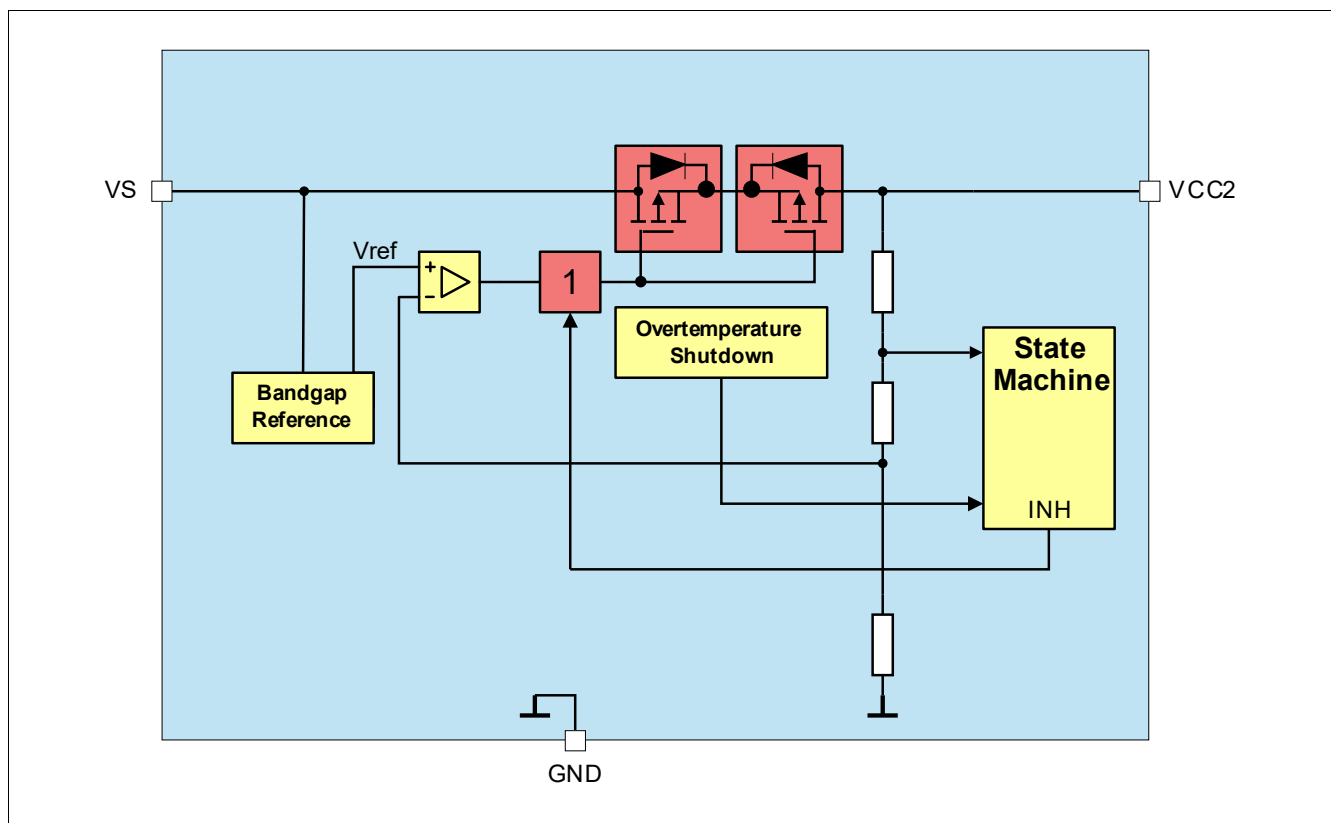 VS
VCC2
Vref
+
-
1
Overtemperature
Shutdown
State
Machine
Bandgap
Reference
INH
GND